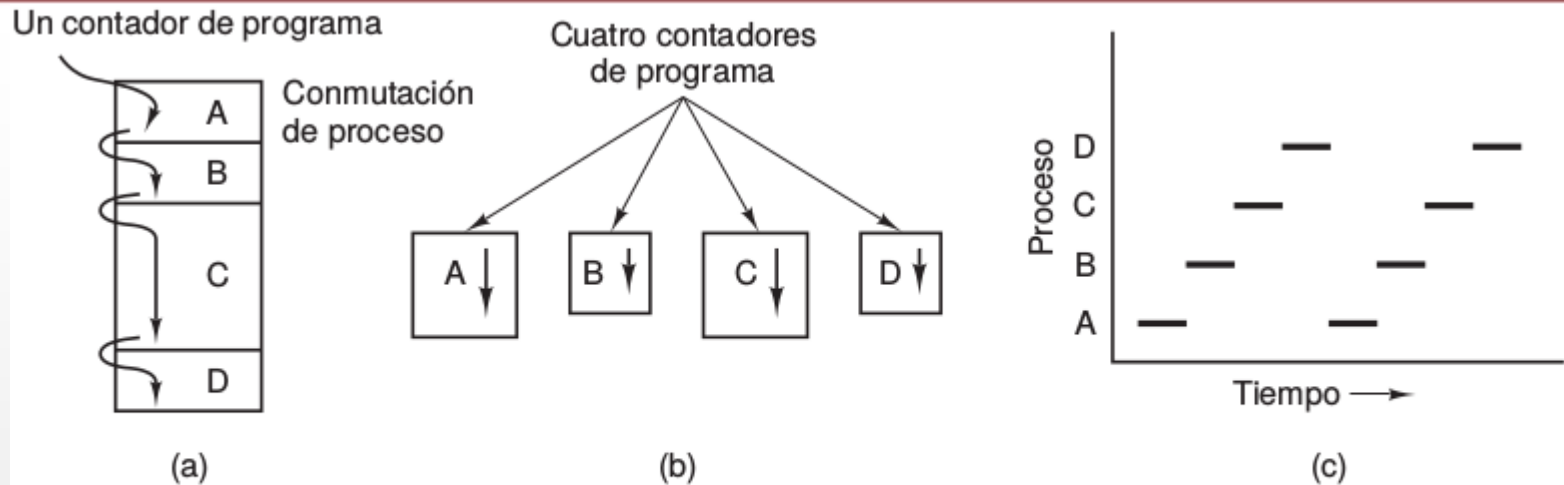 Un contador de programa
Conmutación
de proceso
A
B
C
D
(a)
Cuatro contadores
de programa
A
B
C
D
(b)
Proceso
D
C
B
A
Tiempo
(c)